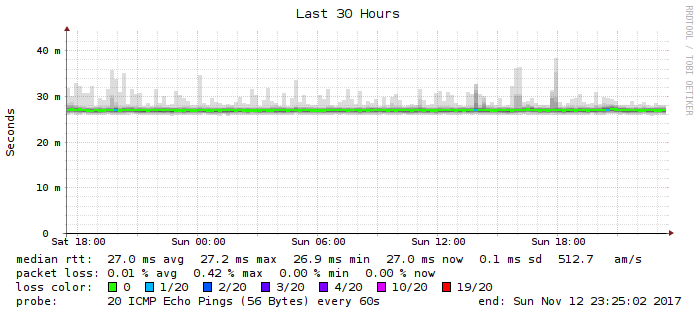 Last 30 Hours
RRDTOOL / TOBI OETIKER
Seconds
40 m
30 m
20 m
10 m
0
Sat 18:00 Sun 00:00 Sun 06:00 Sun 12:00 Sun 18:00
median rtt: 27.0 ms avg 27.2 ms max 26.9 ms min 27.0 ms now 0.1 ms sd 512.7 am/s
packet loss: 0.01 % avg 0.42 % max 0.00 % min 0.00 % now
loss color: 0 1/20 2/20 3/20 4/20 10/20 19/20
probe: 20 ICMP Echo Pings (56 Bytes) every 60s end: Sun Nov 12 23:25:02 2017